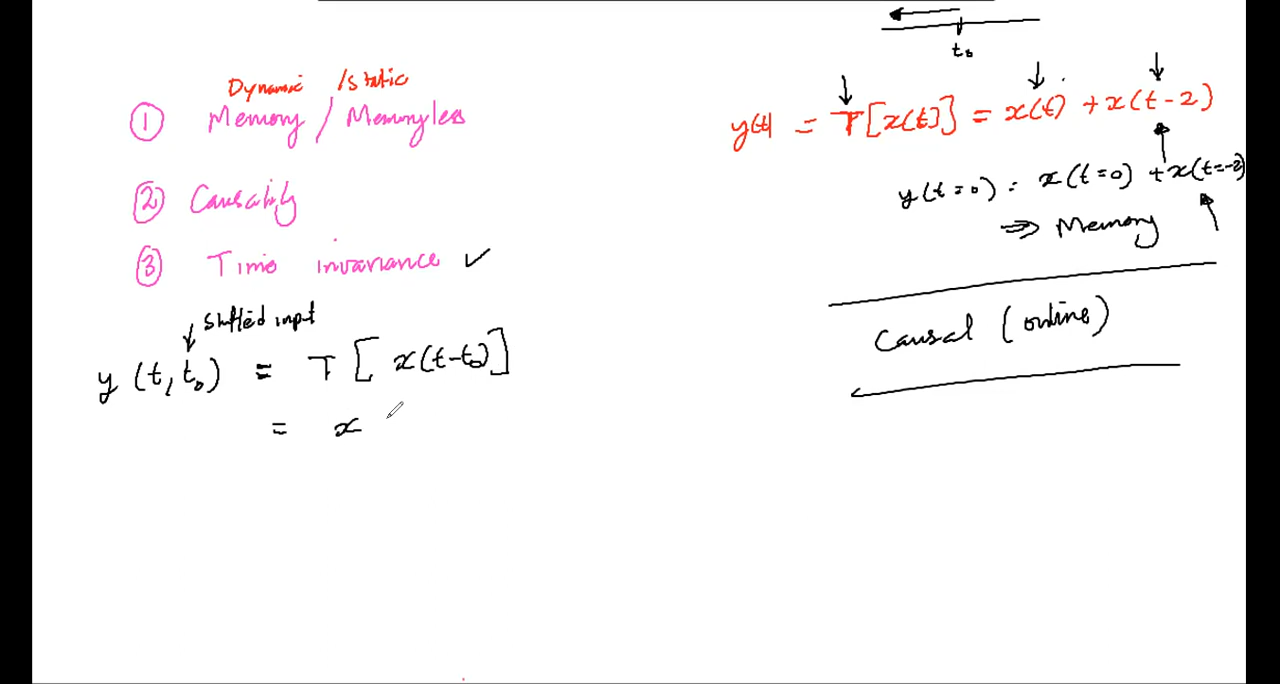 Dynamic /Static
① Memory / Memoryless
② Causality
③ Time invariance ✓
shifted input
y (t, t₀) = T [ x(t-t₀) ]
= x
t₀
y(t) = T[x(t)] = x(t) + x(t-2)
y(t=0) = x(t=0) + x(t=-2)
⇒ Memory
Causal (online)